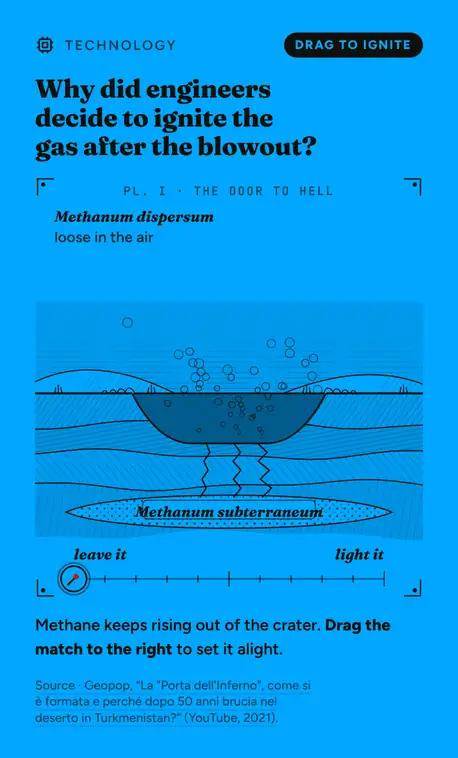 TECHNOLOGY
DRAG TO IGNITE
Why did engineers
decide to ignite the
gas after the blowout?
PL. I · THE DOOR TO HELL
Methanum dispersum
loose in the air
Methanum subterraneum
leave it
light it
Methane keeps rising out of the crater. Drag the
match to the right to set it alight.
Source · Geopop, "La "Porta dell'Inferno", come si
è formata e perché dopo 50 anni brucia nel
deserto in Turkmenistan?" (YouTube, 2021).